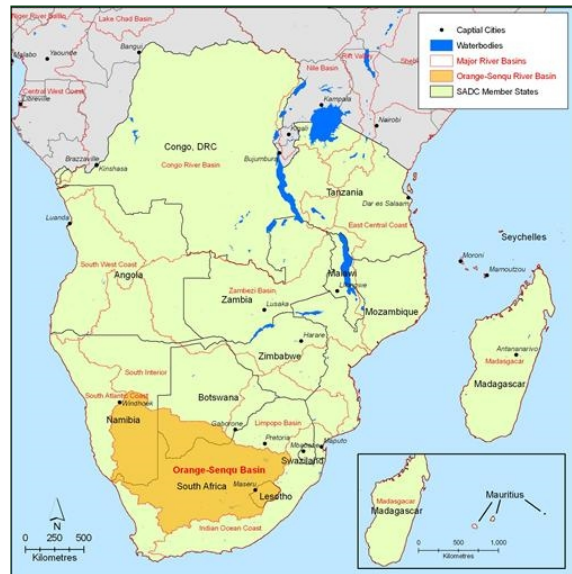 Niger River Basin
Lake Chad Basin
Malabo
Yaounde
Bangui
Nile Basin
Rift Valley
Central West Coast
Libreville
Kampala
Nairobi
Kigali
Congo, DRC
Congo River Basin
Bujumbura
Brazzaville
Kinshasa
Tanzania
Dar es Salaam
Luanda
East Central Coast
Seychelles
South West Coast
Angola
Malawi
Moroni
Mamoutzou
Zambezi Basin
Zambia
Lusaka
Lilongwe
Mozambique
Harare
Zimbabwe
Antananarivo
Madagascar
Madagascar
South Interior
South Atlantic Coast
Windhoek
Botswana
Namibia
Gaborone
Limpopo Basin
Pretoria
Mbabane
Maputo
Swaziland
Orange-Senqu Basin
South Africa
Maseru
Lesotho
Indian Ocean Coast
Captial Cities
Waterbodies
Major River Basins
Orange-Senqu River Basin
SADC Member States
N
0 250 500
Kilometres
Madagascar
Madagascar
Mauritius
0 500 1,000
Kilometres